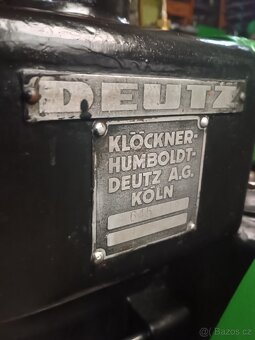 DEUTZ
KLÖCKNER-
HUMBOLDT-
DEUTZ A.G.
KÖLN
Bazos.cz